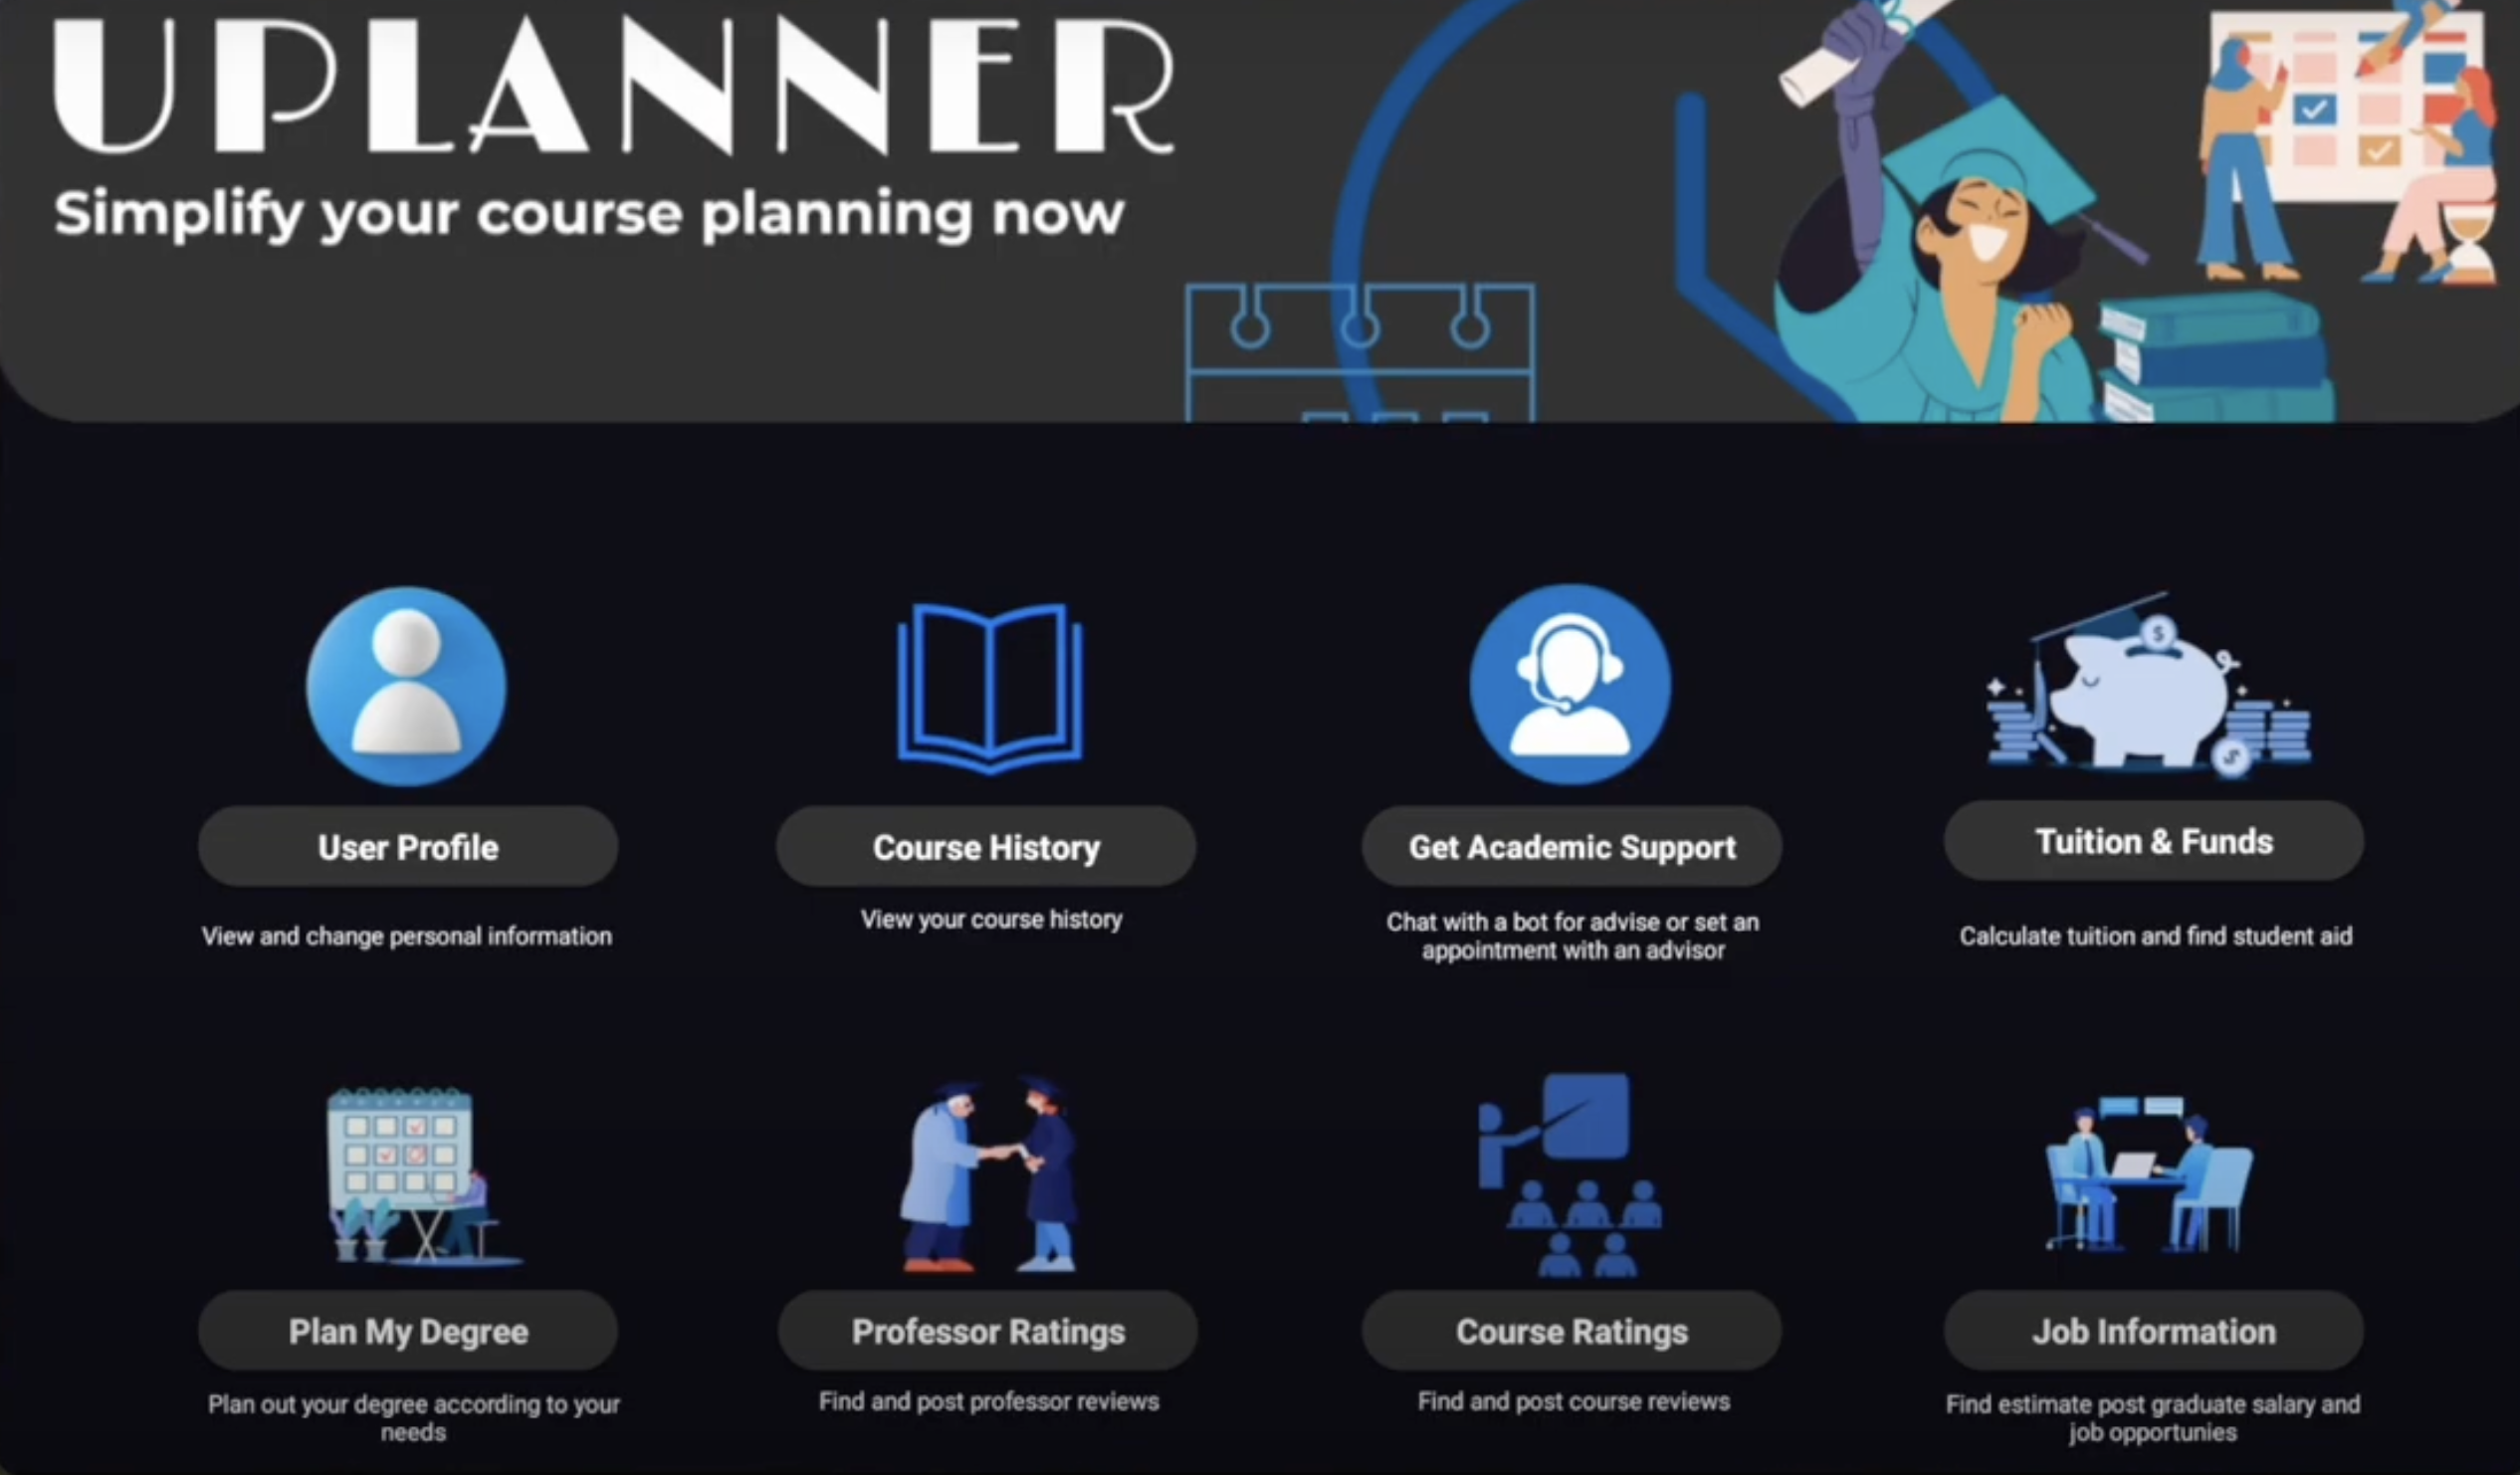 UPLANNER
Simplify your course planning now
User Profile
View and change personal information
Course History
View your course history
Get Academic Support
Chat with a bot for advise or set an
appointment with an advisor
Tuition & Funds
Calculate tuition and find student aid
Plan My Degree
Plan out your degree according to your
needs
Professor Ratings
Find and post professor reviews
Course Ratings
Find and post course reviews
Job Information
Find estimate post graduate salary and
job opportunies